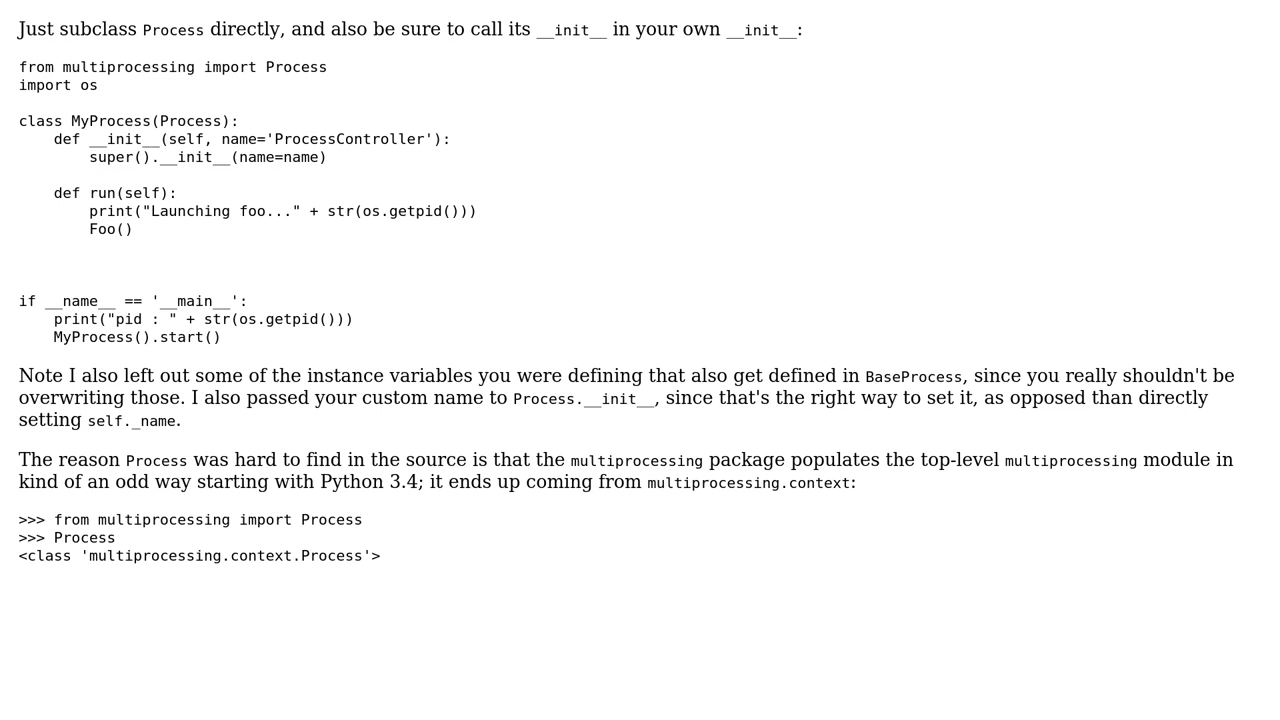 Just subclass Process directly, and also be sure to call its __init__ in your own __init__:
from multiprocessing import Process
import os
class MyProcess(Process):
    def __init__(self, name='ProcessController'):
        super().__init__(name=name)
    def run(self):
        print("Launching foo..." + str(os.getpid()))
        Foo()
if __name__ == '__main__':
    print("pid : " + str(os.getpid()))
    MyProcess().start()
Note I also left out some of the instance variables you were defining that also get defined in BaseProcess, since you really shouldn't be
overwriting those. I also passed your custom name to Process.__init__, since that's the right way to set it, as opposed than directly
setting self._name.
The reason Process was hard to find in the source is that the multiprocessing package populates the top-level multiprocessing module in
kind of an odd way starting with Python 3.4; it ends up coming from multiprocessing.context:
>>> from multiprocessing import Process
>>> Process
<class 'multiprocessing.context.Process'>